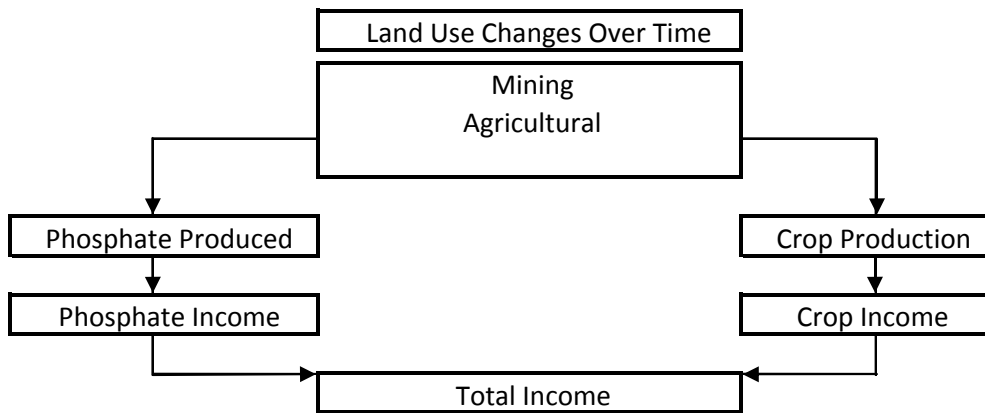 Land Use Changes Over Time
Mining
Agricultural
Phosphate Produced
Crop Production
Phosphate Income
Crop Income
Total Income